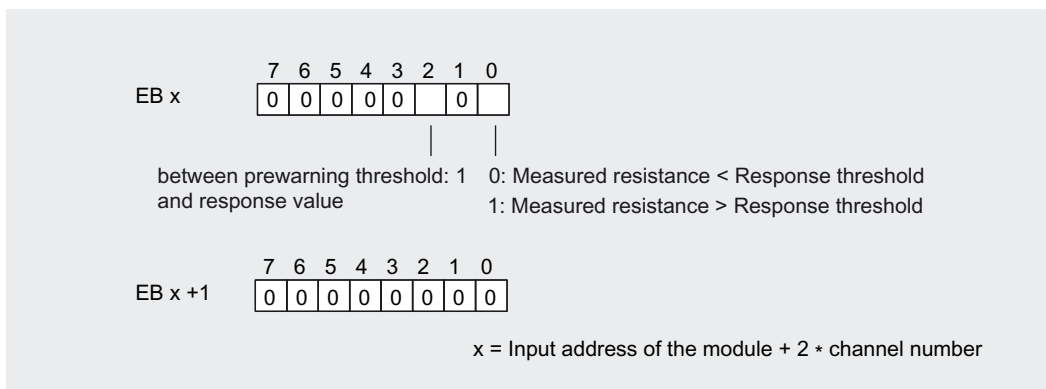 7 6 5 4 3 2 1 0
EB x 0 0 0 0 0 0
between prewarning threshold: 1 0: Measured resistance < Response threshold
and response value 1: Measured resistance > Response threshold
7 6 5 4 3 2 1 0
EB x +1 0 0 0 0 0 0 0 0
x = Input address of the module + 2 * channel number